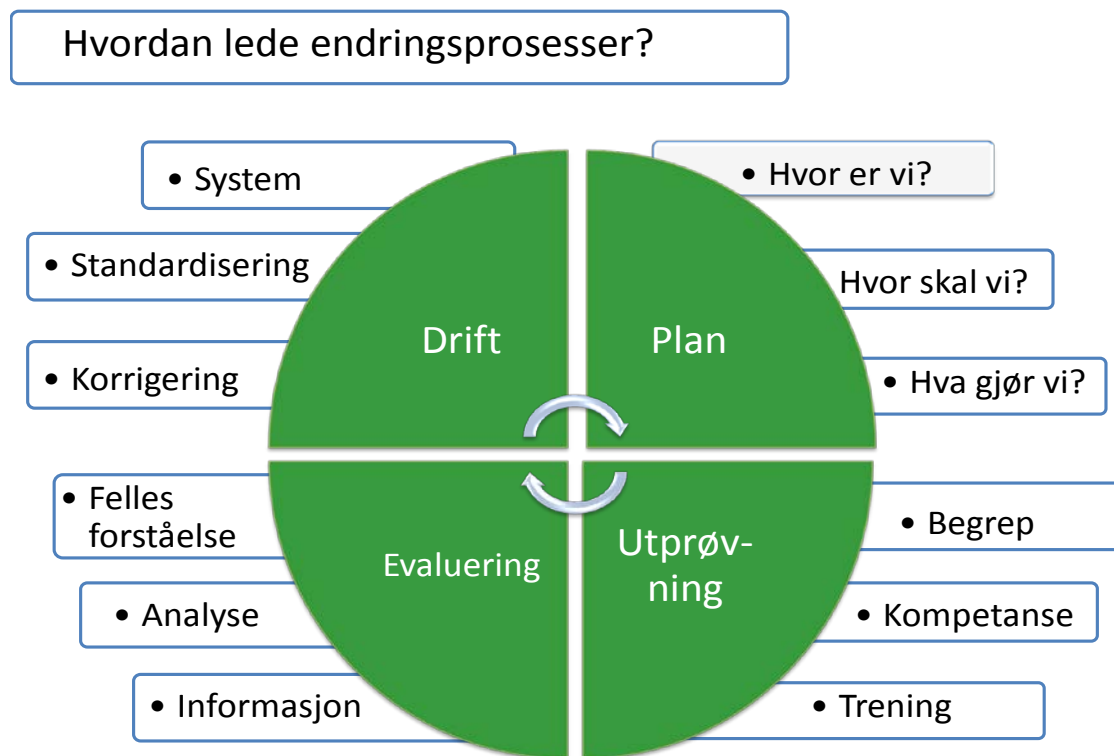 Hvordan lede endringsprosesser?
• System
• Standardisering
• Korrigering
Drift
Plan
• Hvor er vi?
Hvor skal vi?
• Hva gjør vi?
• Felles
forståelse
• Analyse
• Informasjon
Evaluering
Utprøv-
ning
• Begrep
• Kompetanse
• Trening